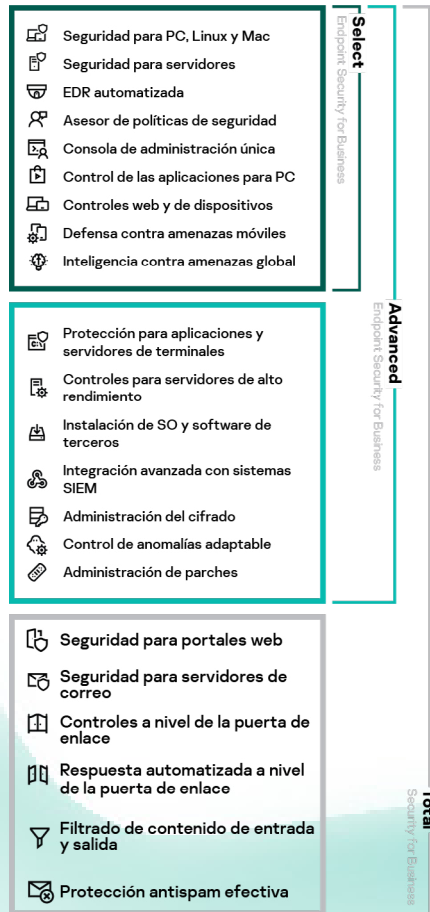 Seguridad para PC, Linux y Mac
Seguridad para servidores
EDR automatizada
Asesor de políticas de seguridad
Consola de administración única
Control de las aplicaciones para PC
Controles web y de dispositivos
Defensa contra amenazas móviles
Inteligencia contra amenazas global
Select
Endpoint Security for Business
Protección para aplicaciones y
servidores de terminales
Controles para servidores de alto
rendimiento
Instalación de SO y software de
terceros
Integración avanzada con sistemas
SIEM
Administración del cifrado
Control de anomalías adaptable
Administración de parches
Advanced
Endpoint Security for Business
Seguridad para portales web
Seguridad para servidores de
correo
Controles a nivel de la puerta de
enlace
Respuesta automatizada a nivel
de la puerta de enlace
Filtrado de contenido de entrada
y salida
Protección antispam efectiva
Total
Security for Business